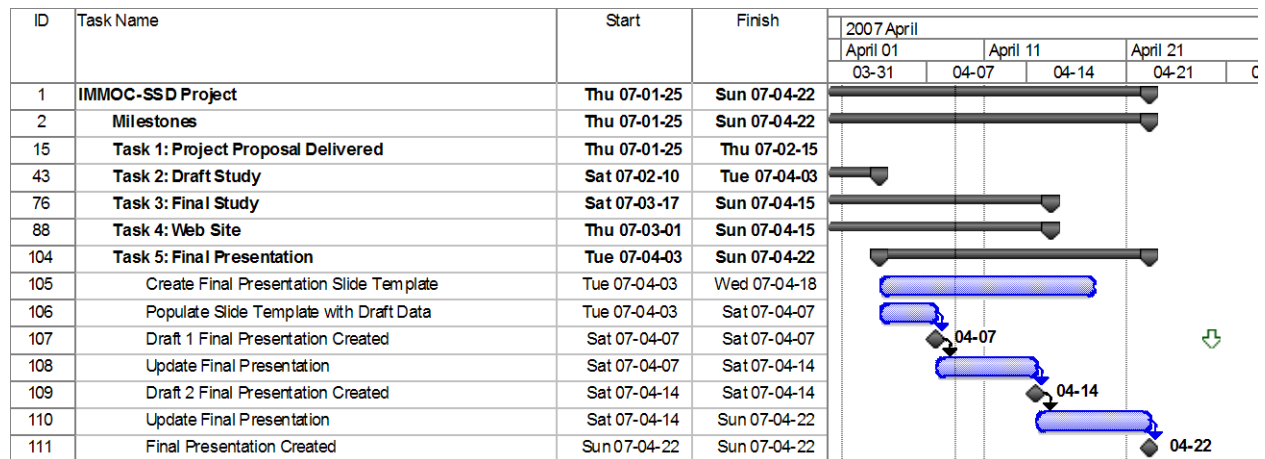 ID Task Name Start Finish
2007 April
April 01 April 11 April 21
03-31 04-07 04-14 04-21
1 IMMOC-SSD Project Thu 07-01-25 Sun 07-04-22
2 Milestones Thu 07-01-25 Sun 07-04-22
15 Task 1: Project Proposal Delivered Thu 07-01-25 Thu 07-02-15
43 Task 2: Draft Study Sat 07-02-10 Tue 07-04-03
76 Task 3: Final Study Sat 07-03-17 Sun 07-04-15
88 Task 4: Web Site Thu 07-03-01 Sun 07-04-15
104 Task 5: Final Presentation Tue 07-04-03 Sun 07-04-22
105 Create Final Presentation Slide Template Tue 07-04-03 Wed 07-04-18
106 Populate Slide Template with Draft Data Tue 07-04-03 Sat 07-04-07
107 Draft 1 Final Presentation Created Sat 07-04-07 Sat 07-04-07 04-07
108 Update Final Presentation Sat 07-04-07 Sat 07-04-14
109 Draft 2 Final Presentation Created Sat 07-04-14 Sat 07-04-14 04-14
110 Update Final Presentation Sat 07-04-14 Sun 07-04-22
111 Final Presentation Created Sun 07-04-22 Sun 07-04-22 04-22